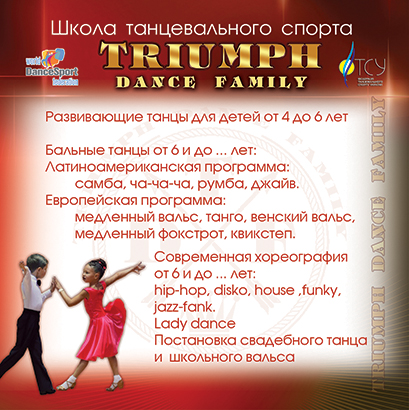 Школа танцевального спорта
TRIUMPH
DANCE FAMILY
world
DanceSport
federation
ТСУ
Развивающие танцы для детей от 4 до 6 лет
Бальные танцы от 6 и до ... лет:
Латиноамериканская программа:
самба, ча-ча-ча, румба, джайв.
Европейская программа:
медленный вальс, танго, венский вальс,
медленный фокстрот, квикстеп.
Современная хореография
от 6 и до ... лет:
hip-hop, disko, house ,funky,
jazz-fank.
Lady dance
Постановка свадебного танца
и школьного вальса
TRIUMPH DANCE FAMILY